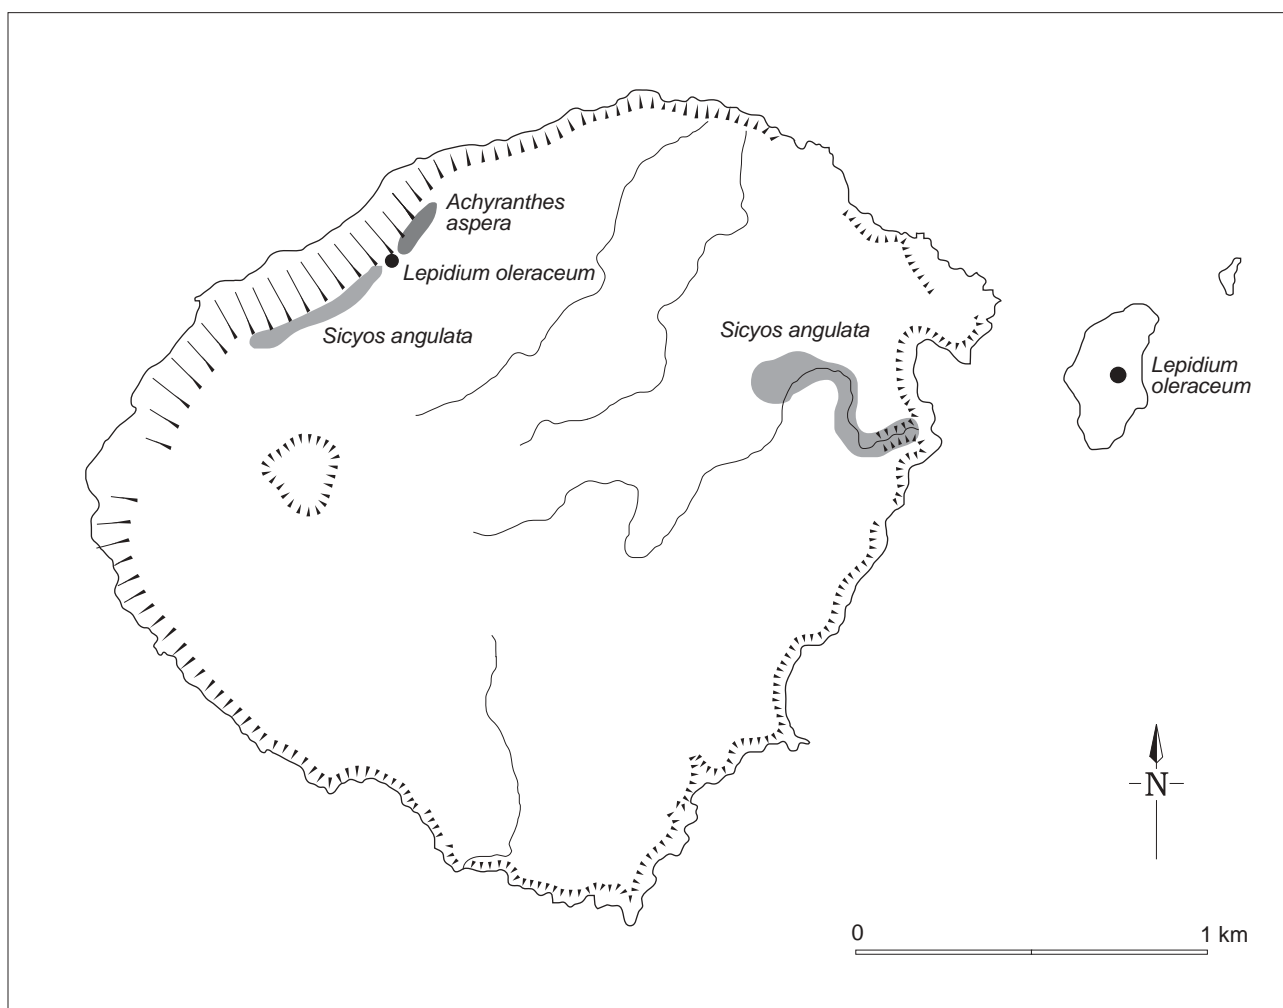 Achyranthes
aspera
Lepidium oleraceum
Sicyos angulata
Sicyos angulata
Lepidium
oleraceum
N
0 1 km